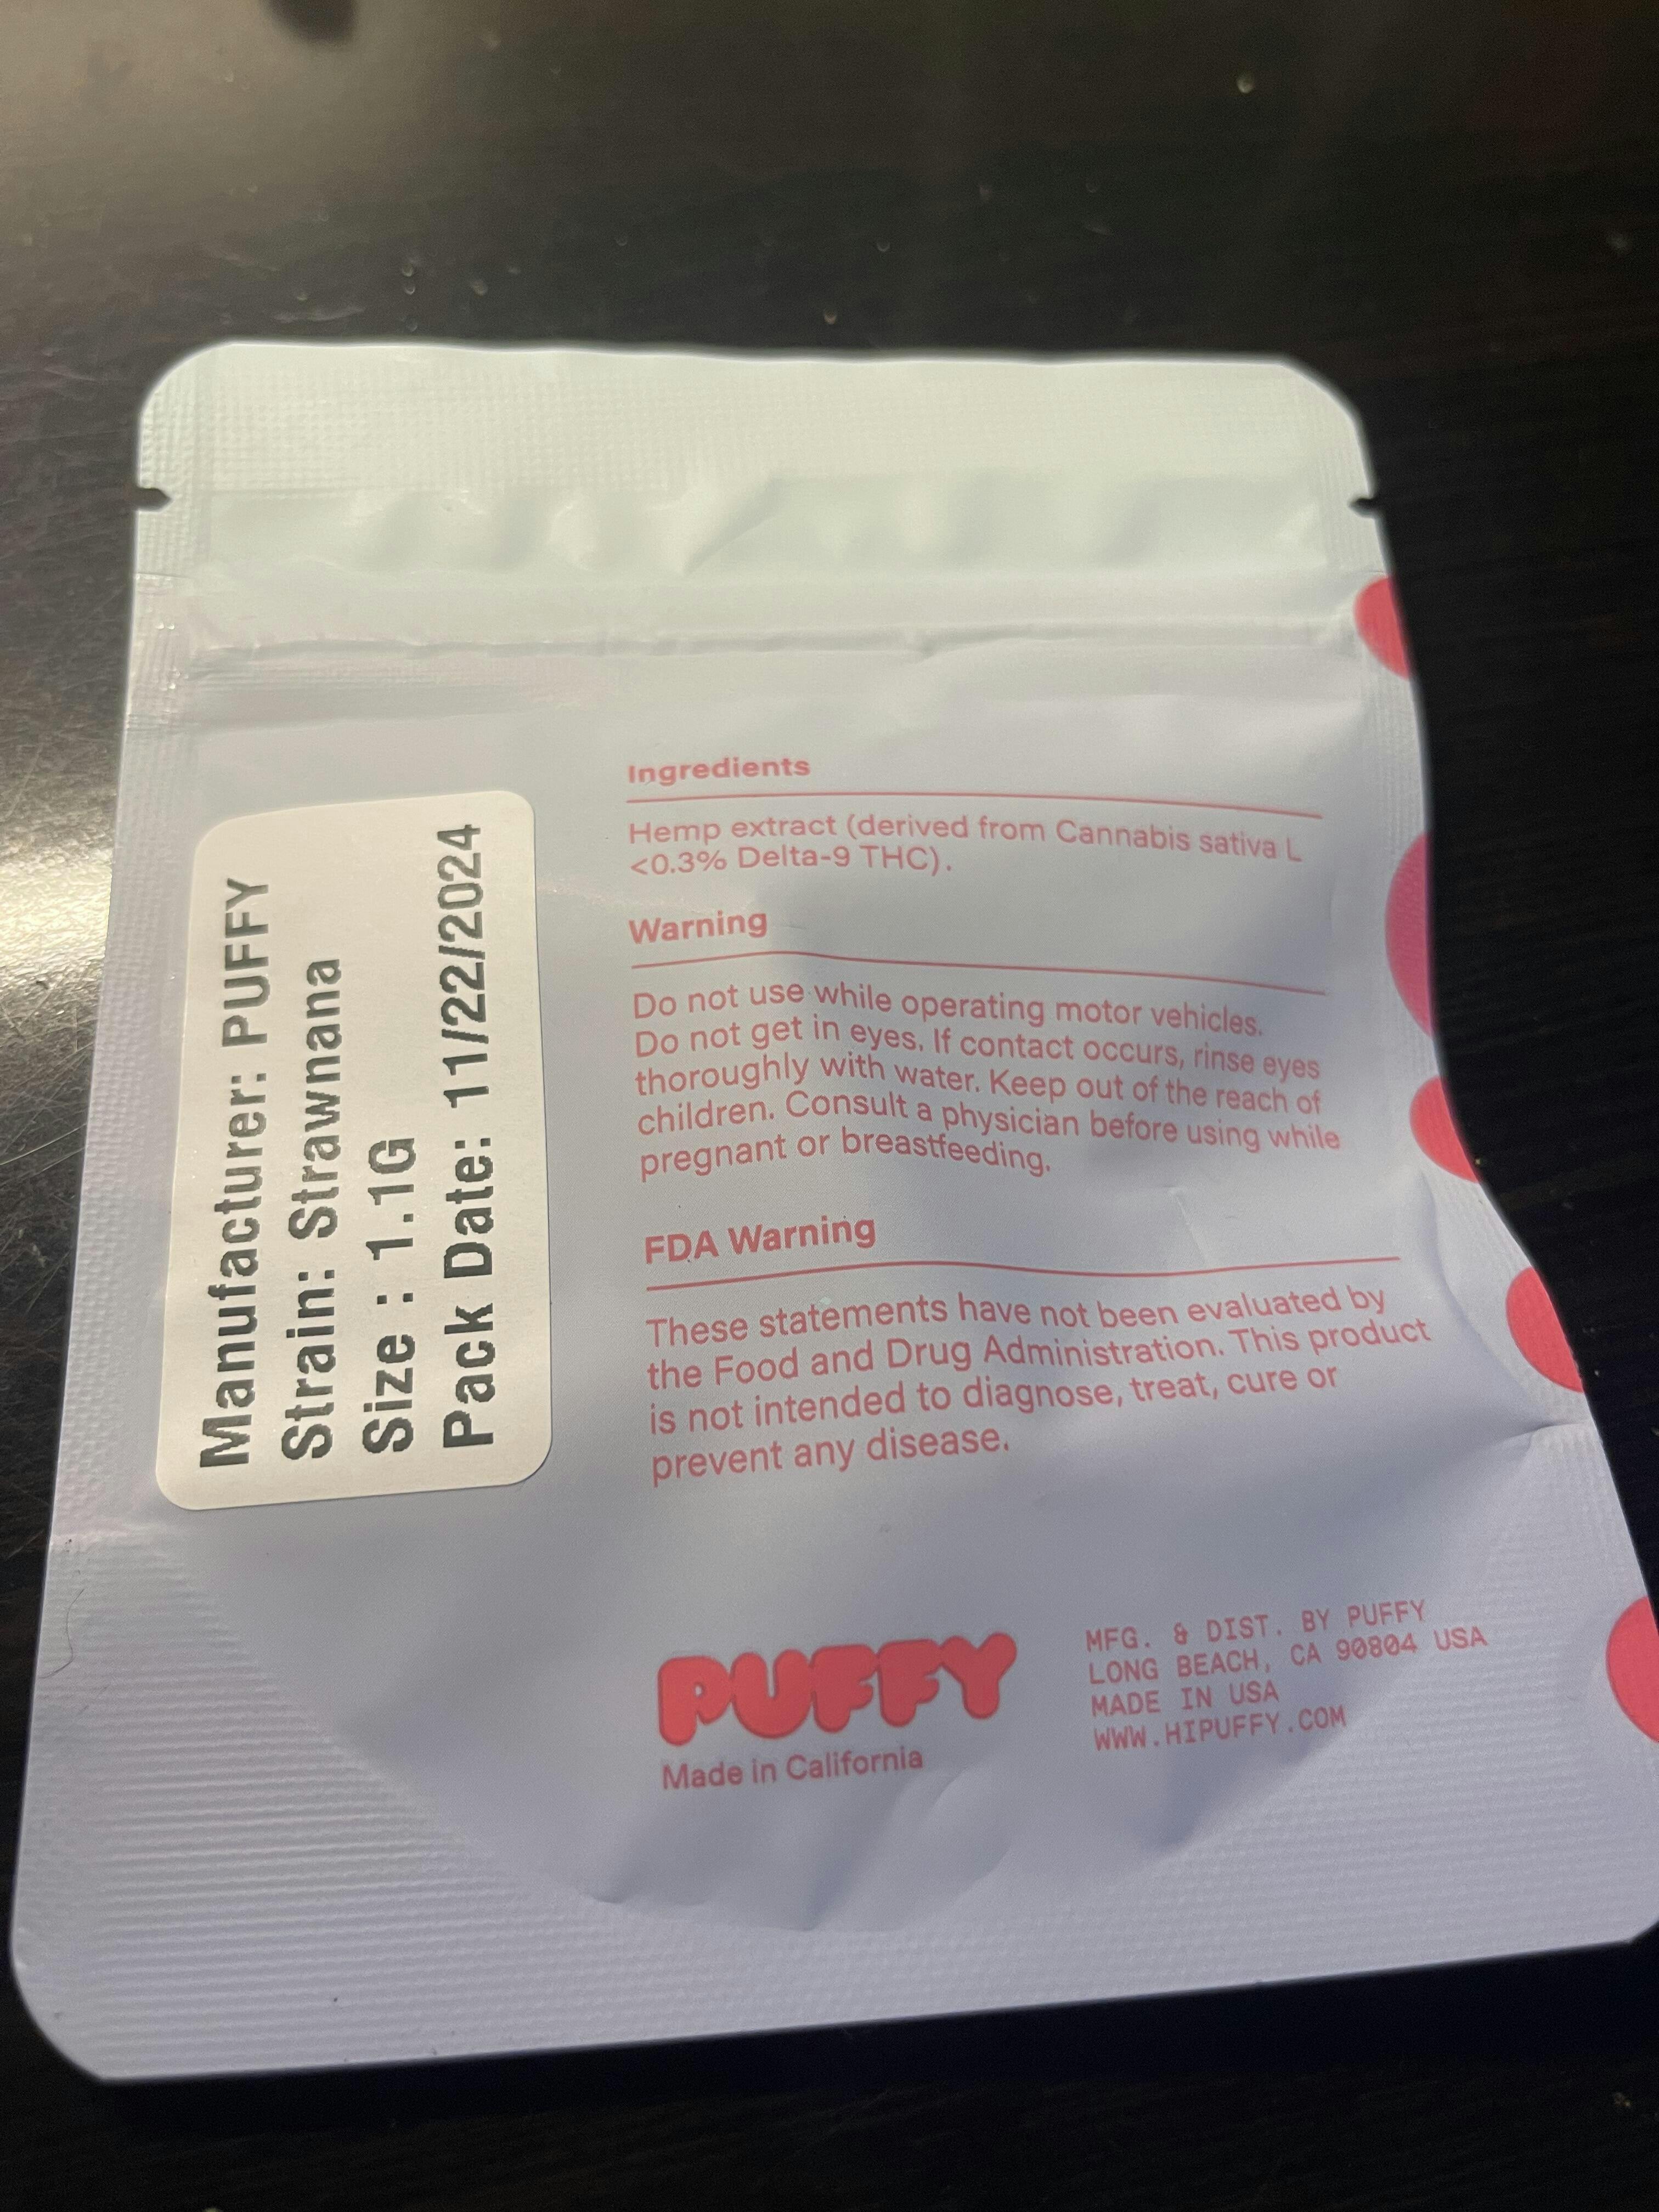 Manufacturer: PUFFY
Strain: Strawnana
Size : 1.1G
Pack Date: 11/22/2024
Ingredients
Hemp extract (derived from Cannabis sativa L
<0.3% Delta-9 THC).
Warning
Do not use while operating motor vehicles.
Do not get in eyes. If contact occurs, rinse eyes
thoroughly with water. Keep out of the reach of
children. Consult a physician before using while
pregnant or breastfeeding.
FDA Warning
These statements have not been evaluated by
the Food and Drug Administration. This product
is not intended to diagnose, treat, cure or
prevent any disease.
PUFFY
Made in California
MFG. & DIST. BY PUFFY
LONG BEACH, CA 90804 USA
MADE IN USA
WWW.HIPUFFY.COM